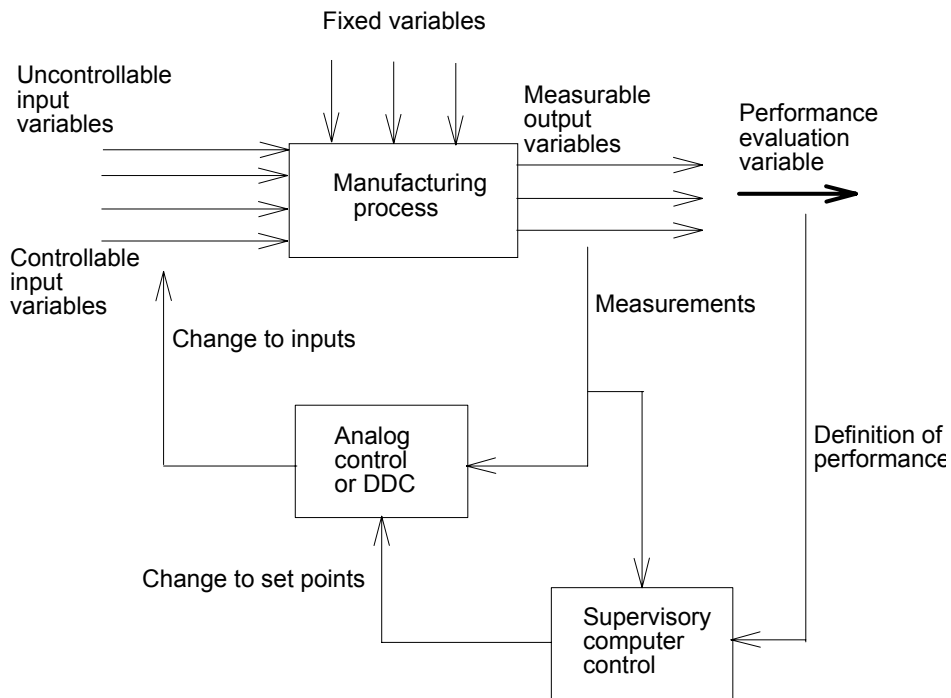 Fixed variables
Uncontrollable
input
variables
Measurable
output
variables
Performance
evaluation
variable
Manufacturing
process
Controllable
input
variables
Measurements
Change to inputs
Analog
control
or DDC
Definition of
performance
Change to set points
Supervisory
computer
control